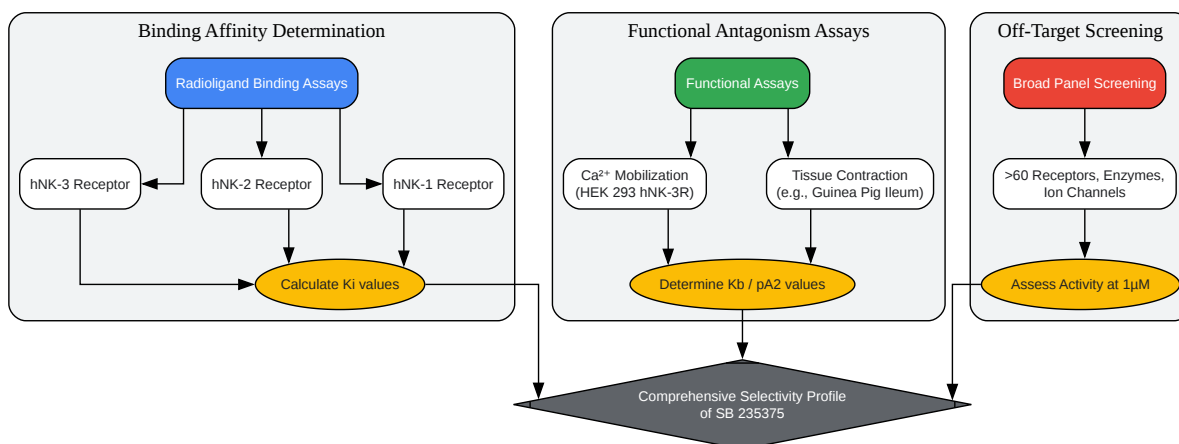 Binding Affinity Determination
Radioligand Binding Assays
hNK-3 Receptor
hNK-2 Receptor
hNK-1 Receptor
Calculate Ki values
Functional Antagonism Assays
Functional Assays
Ca²⁺ Mobilization
(HEK 293 hNK-3R)
Tissue Contraction
(e.g., Guinea Pig Ileum)
Determine Kb / pA2 values
Off-Target Screening
Broad Panel Screening
>60 Receptors, Enzymes,
Ion Channels
Assess Activity at 1µM
Comprehensive Selectivity Profile
of SB 235375